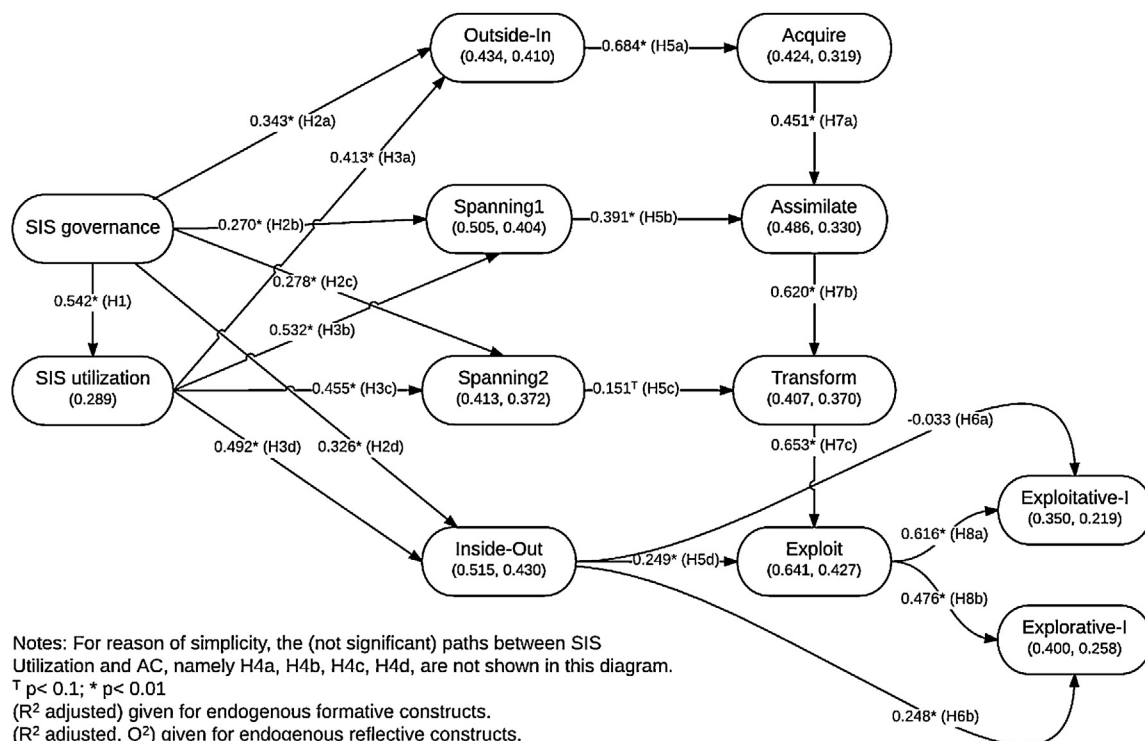 Outside-In
(0.434, 0.410)
0.684* (H5a)
Acquire
(0.424, 0.319)
0.343* (H2a)
0.451* (H7a)
0.413* (H3a)
SIS governance
0.270* (H2b)
Spanning1
(0.505, 0.404)
0.391* (H5b)
Assimilate
(0.486, 0.330)
0.278* (H2c)
0.542* (H1)
0.620* (H7b)
0.532* (H3b)
SIS utilization
(0.289)
0.455* (H3c)
Spanning2
(0.413, 0.372)
0.151ᵀ (H5c)
Transform
(0.407, 0.370)
-0.033 (H6a)
0.492* (H3d)
0.326* (H2d)
0.653* (H7c)
Exploitative-I
(0.350, 0.219)
Inside-Out
(0.515, 0.430)
0.249* (H5d)
Exploit
(0.641, 0.427)
0.616* (H8a)
0.476* (H8b)
Explorative-I
(0.400, 0.258)
0.248* (H6b)
Notes: For reason of simplicity, the (not significant) paths between SIS
Utilization and AC, namely H4a, H4b, H4c, H4d, are not shown in this diagram.
ᵀ p< 0.1; * p< 0.01
(R² adjusted) given for endogenous formative constructs.
(R² adjusted, Q²) given for endogenous reflective constructs.